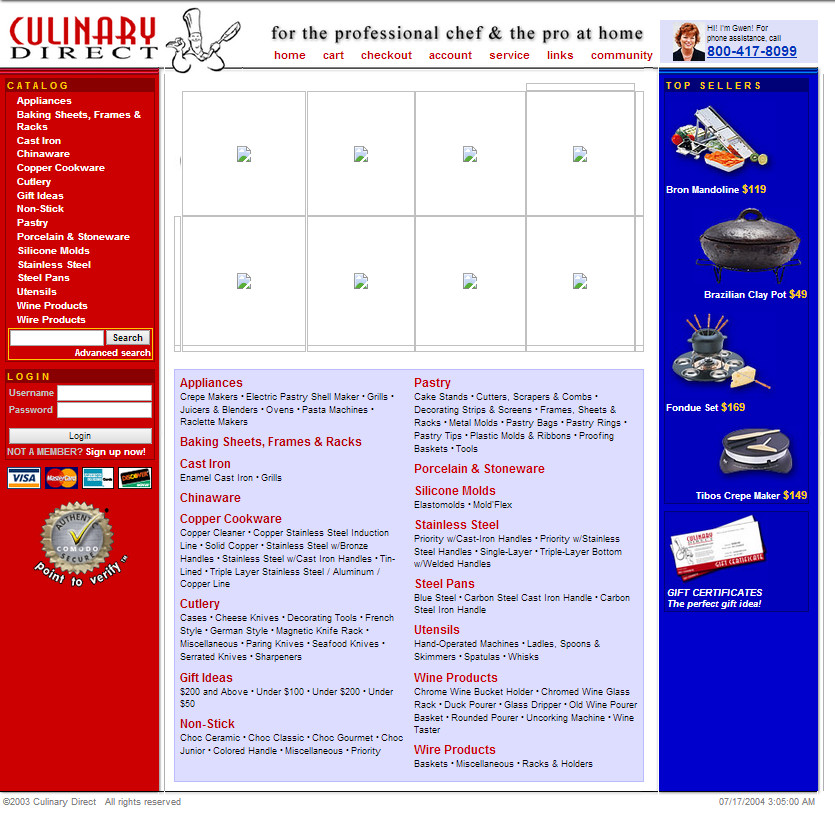 CULINARY
DIRECT
for the professional chef & the pro at home
home cart checkout account service links community
Hi! I'm Gwen! For
phone assistance, call
800-417-8099
CATALOG
Appliances
Baking Sheets, Frames &
Racks
Cast Iron
Chinaware
Copper Cookware
Cutlery
Gift Ideas
Non-Stick
Pastry
Porcelain & Stoneware
Silicone Molds
Stainless Steel
Steel Pans
Utensils
Wine Products
Wire Products
Search
Advanced search
LOGIN
Username
Password
Login
NOT A MEMBER? Sign up now!
VISA MasterCard DISCOVER
AUTHENTIC
COMODO
SECURE
point to verify™
Appliances
Crepe Makers • Electric Pastry Shell Maker • Grills •
Juicers & Blenders • Ovens • Pasta Machines •
Raclette Makers
Baking Sheets, Frames & Racks
Cast Iron
Enamel Cast Iron • Grills
Chinaware
Copper Cookware
Copper Cleaner • Copper Stainless Steel Induction
Line • Solid Copper • Stainless Steel w/Bronze
Handles • Stainless Steel w/Cast Iron Handles • Tin-
Lined • Triple Layer Stainless Steel / Aluminum /
Copper Line
Cutlery
Cases • Cheese Knives • Decorating Tools • French
Style • German Style • Magnetic Knife Rack •
Miscellaneous • Paring Knives • Seafood Knives •
Serrated Knives • Sharpeners
Gift Ideas
$200 and Above • Under $100 • Under $200 • Under
$50
Non-Stick
Choc Ceramic • Choc Classic • Choc Gourmet • Choc
Junior • Colored Handle • Miscellaneous • Priority
Pastry
Cake Stands • Cutters, Scrapers & Combs •
Decorating Strips & Screens • Frames, Sheets &
Racks • Metal Molds • Pastry Bags • Pastry Rings •
Pastry Tips • Plastic Molds & Ribbons • Proofing
Baskets • Tools
Porcelain & Stoneware
Silicone Molds
Elastomolds • Mold'Flex
Stainless Steel
Priority w/Cast-Iron Handles • Priority w/Stainless
Steel Handles • Single-Layer • Triple-Layer Bottom
w/Welded Handles
Steel Pans
Blue Steel • Carbon Steel Cast Iron Handle • Carbon
Steel Iron Handle
Utensils
Hand-Operated Machines • Ladles, Spoons &
Skimmers • Spatulas • Whisks
Wine Products
Chrome Wine Bucket Holder • Chromed Wine Glass
Rack • Duck Pourer • Glass Dripper • Old Wine Pourer
Basket • Rounded Pourer • Uncorking Machine • Wine
Taster
Wire Products
Baskets • Miscellaneous • Racks & Holders
TOP SELLERS
Bron Mandoline $119
Brazilian Clay Pot $49
Fondue Set $169
Tibos Crepe Maker $149
CULINARY
DIRECT
GIFT CERTIFICATE
GIFT CERTIFICATES
The perfect gift idea!
©2003 Culinary Direct All rights reserved
07/17/2004 3:05:00 AM